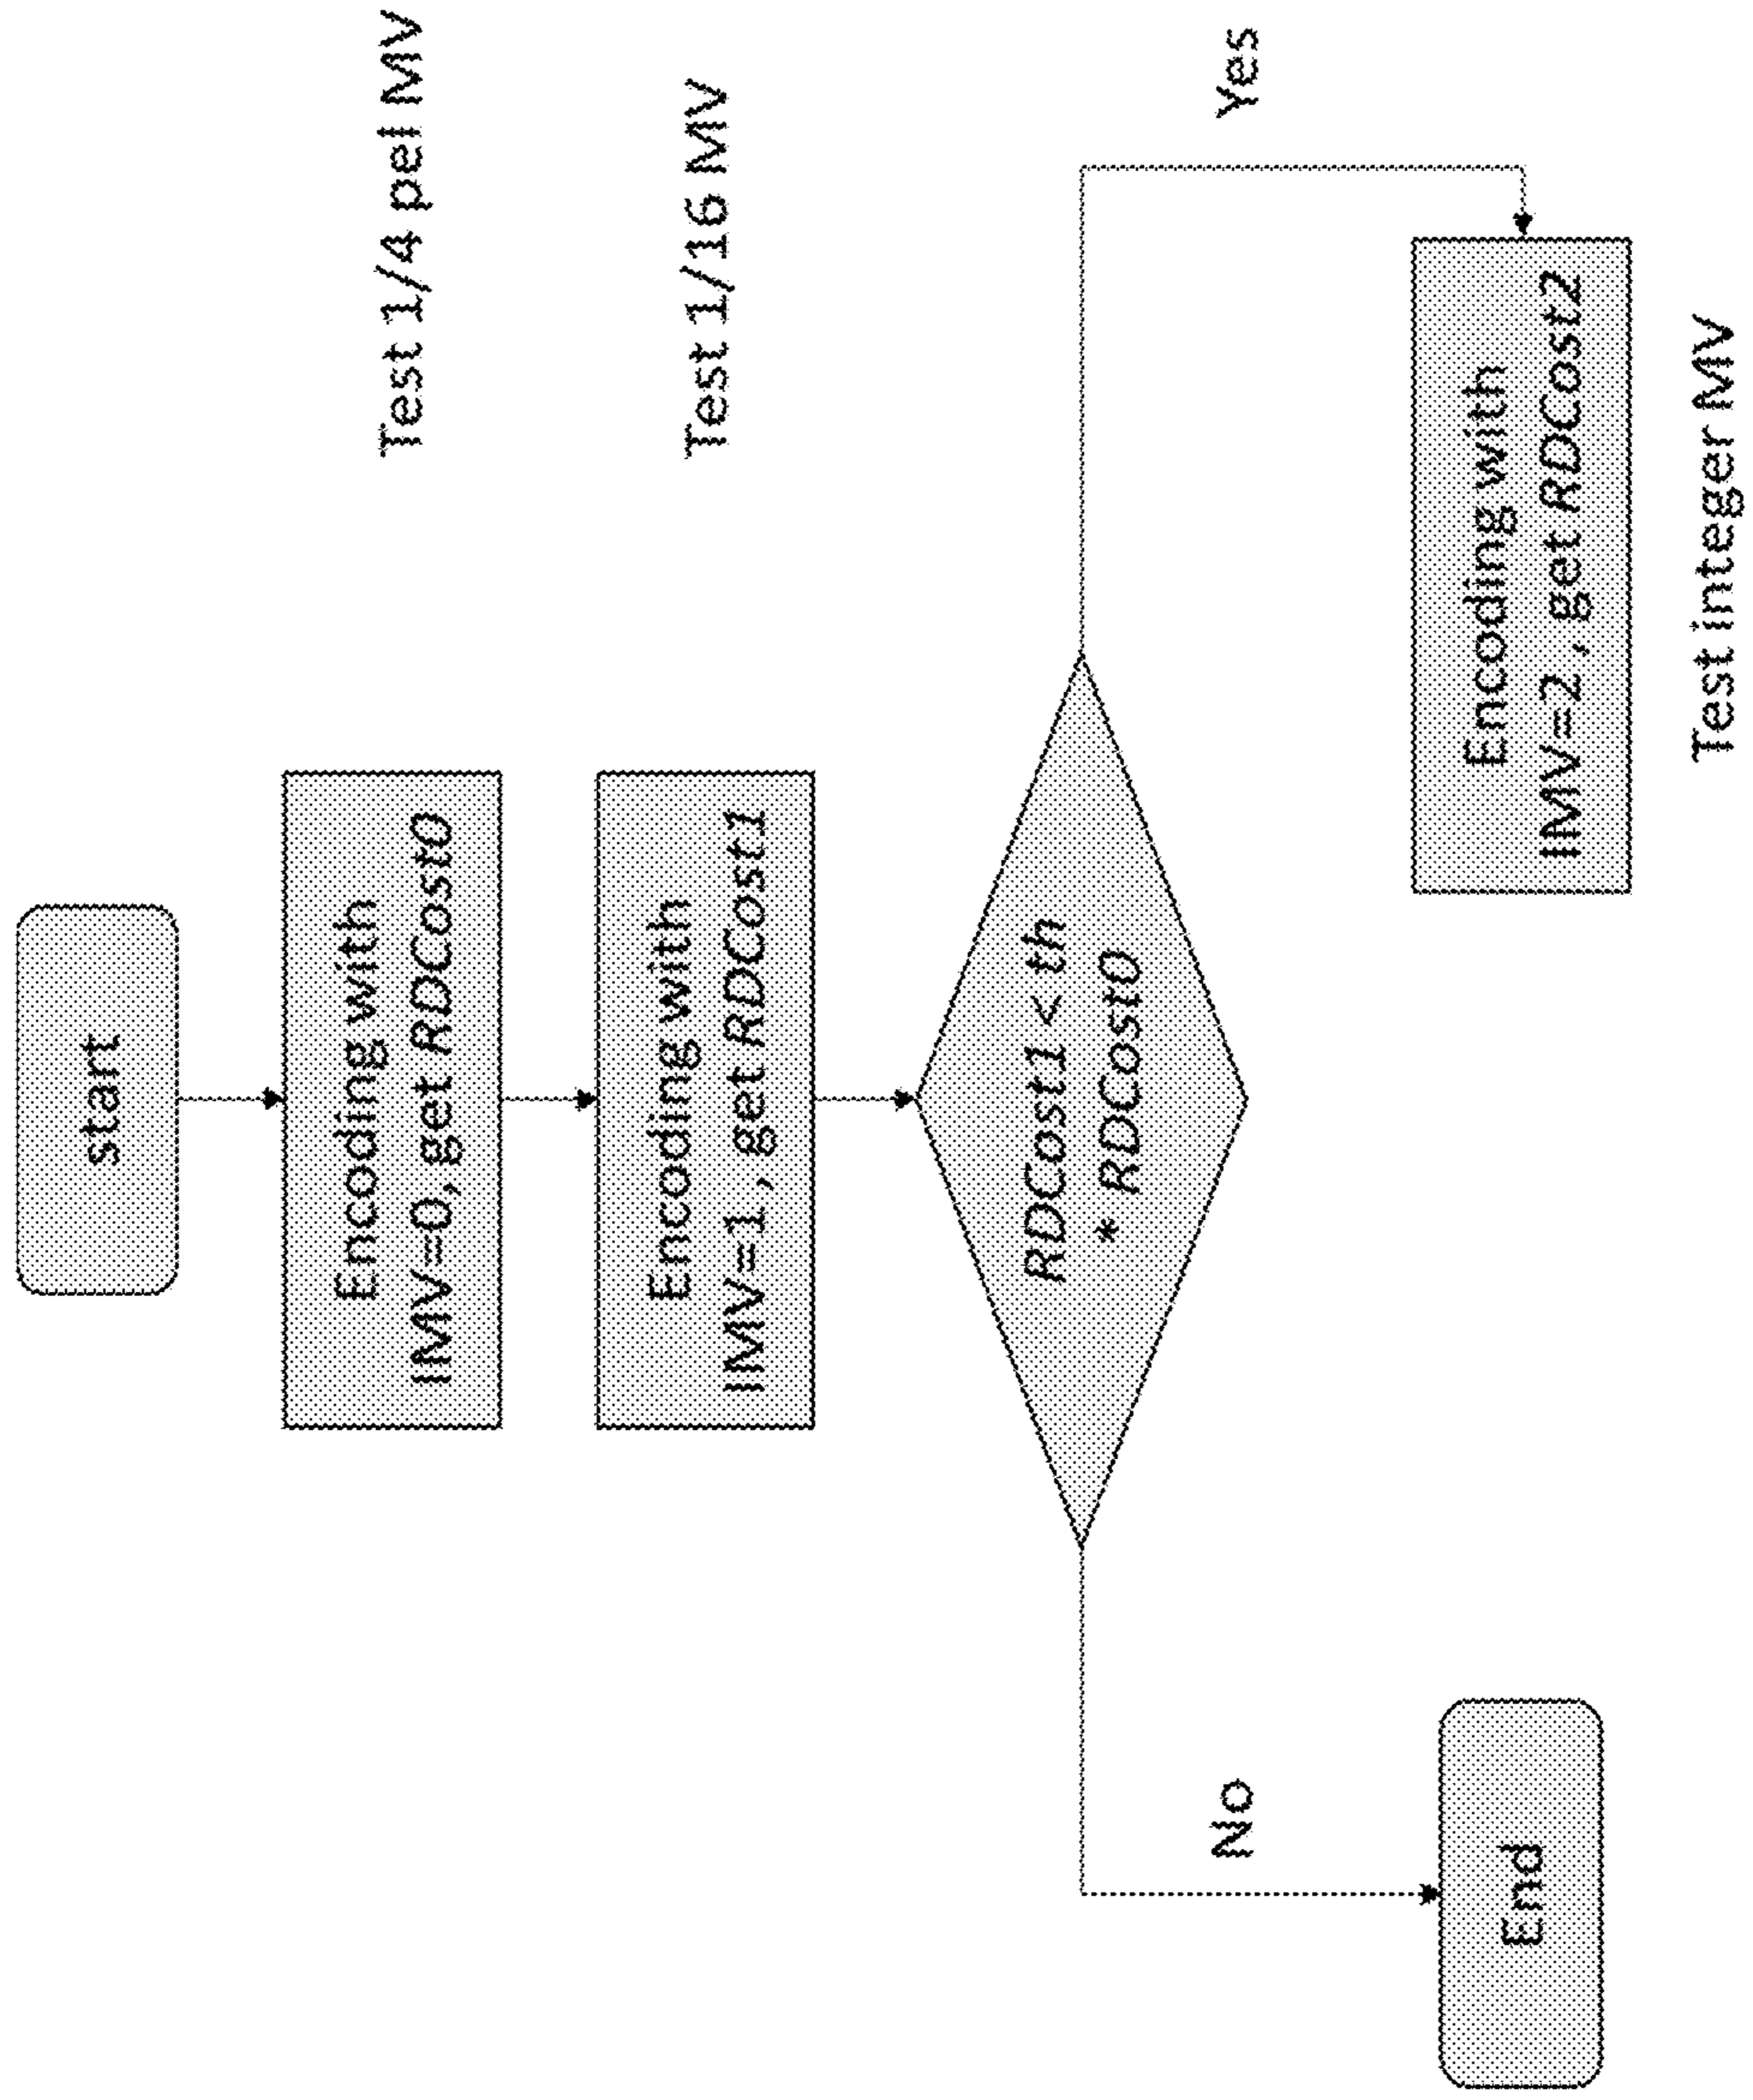 start
Encoding with
IMV=0, get RDCost0
Test 1/4 pel MV
Encoding with
IMV=1 , get RDCost1
Test 1/16 MV
RDCost1 < th
* RDCost0
No
Yes
End
Encoding with
IMV=2 , get RDCost2
Test integer MV